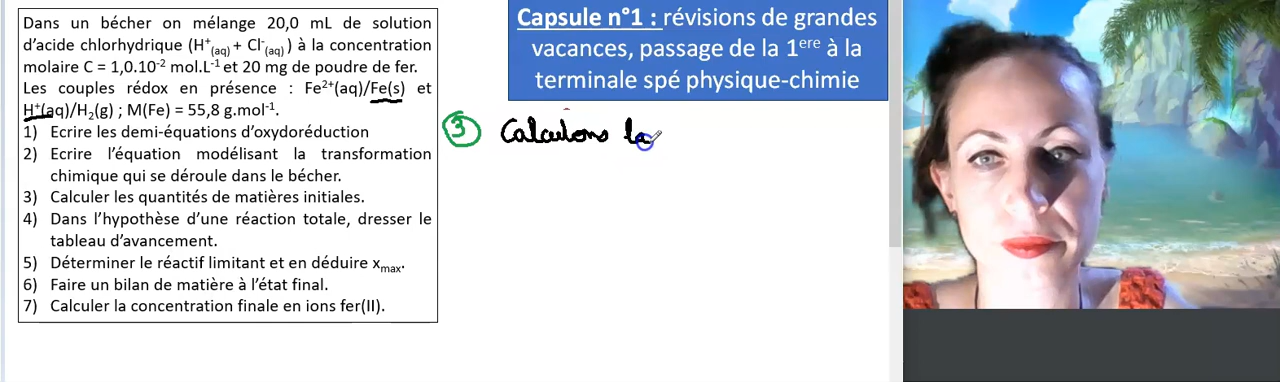 Dans un bécher on mélange 20,0 mL de solution
d’acide chlorhydrique (H⁺(aq) + Cl⁻(aq)) à la concentration
molaire C = 1,0.10⁻² mol.L⁻¹ et 20 mg de poudre de fer.
Les couples rédox en présence : Fe²⁺(aq)/Fe(s) et
H⁺(aq)/H₂(g) ; M(Fe) = 55,8 g.mol⁻¹.
1) Ecrire les demi-équations d’oxydoréduction
2) Ecrire l’équation modélisant la transformation
chimique qui se déroule dans le bécher.
3) Calculer les quantités de matières initiales.
4) Dans l’hypothèse d’une réaction totale, dresser le
tableau d’avancement.
5) Déterminer le réactif limitant et en déduire xmax.
6) Faire un bilan de matière à l’état final.
7) Calculer la concentration finale en ions fer(II).
Capsule n°1 : révisions de grandes
vacances, passage de la 1ere à la
terminale spé physique-chimie
3 Calculons la